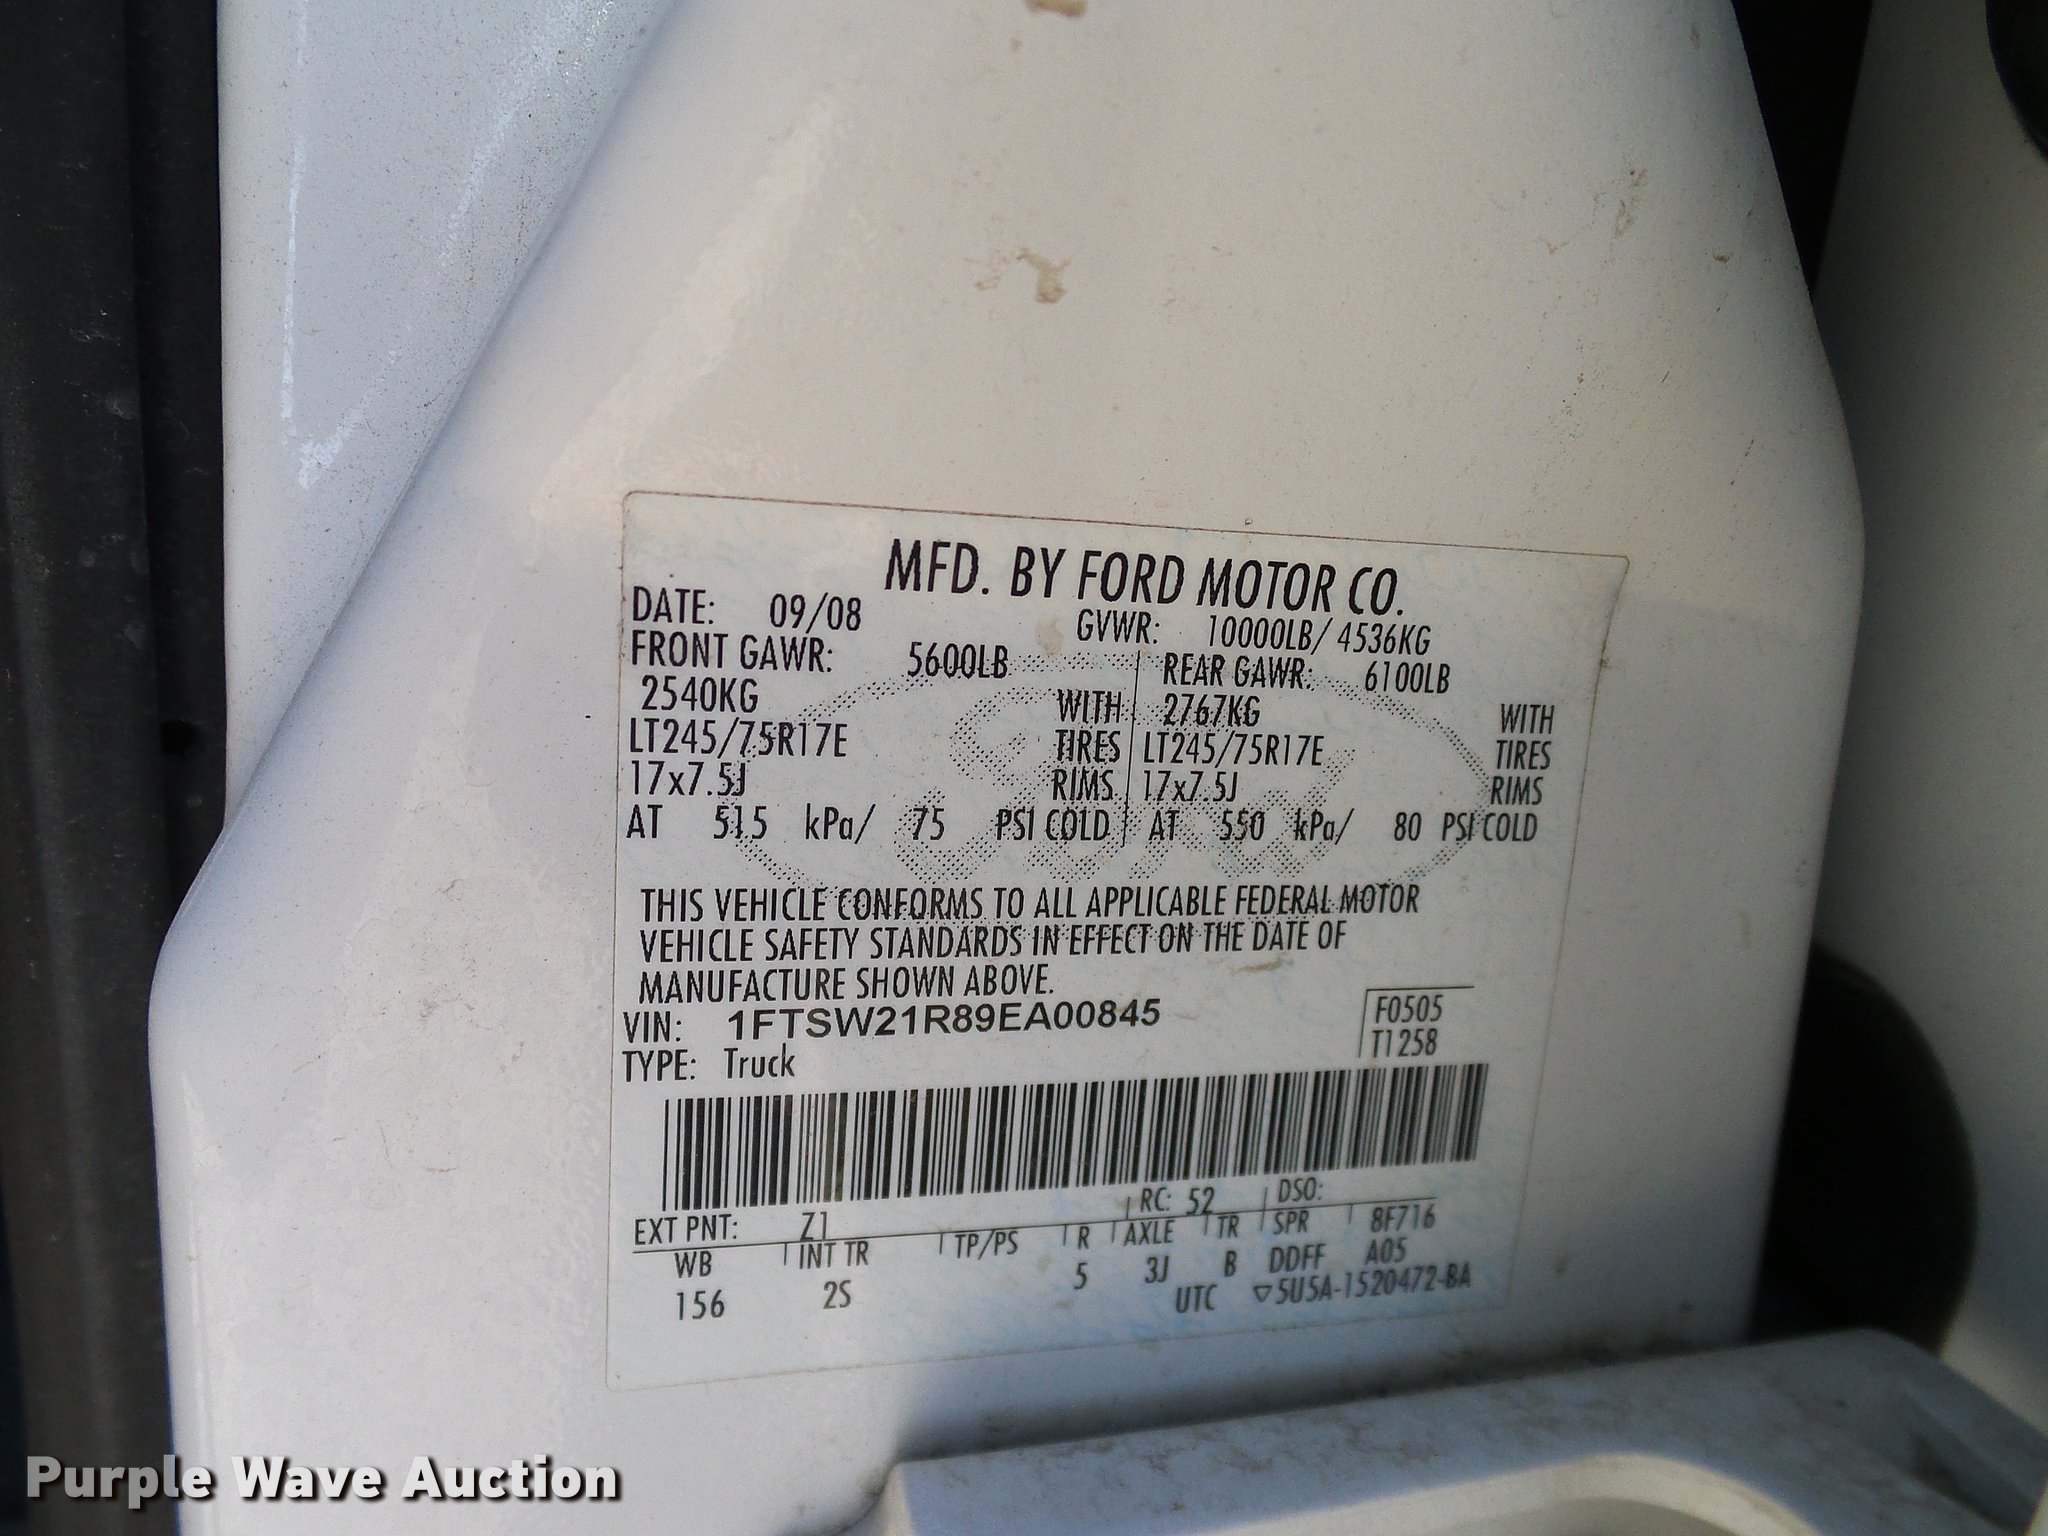 MFD. BY FORD MOTOR CO.
DATE: 09/08 GVWR: 10000LB/ 4536KG
FRONT GAWR: 5600LB REAR GAWR: 6100LB
2540KG WITH 2767KG WITH
LT245/75R17E TIRES LT245/75R17E TIRES
17x7.5J RIMS 17x7.5J RIMS
AT 515 kPa/ 75 PSI COLD AT 550 kPa/ 80 PSI COLD
THIS VEHICLE CONFORMS TO ALL APPLICABLE FEDERAL MOTOR
VEHICLE SAFETY STANDARDS IN EFFECT ON THE DATE OF
MANUFACTURE SHOWN ABOVE.
VIN: 1FTSW21R89EA00845 F0505
TYPE: Truck T1258
EXT PNT: Z1 RC: 52 DSO:
WB INT TR TP/PS R AXLE TR SPR 8F716
156 2S 5 3J B DDFF A05
UTC ▽5U5A-1520472-BA
Purple Wave Auction